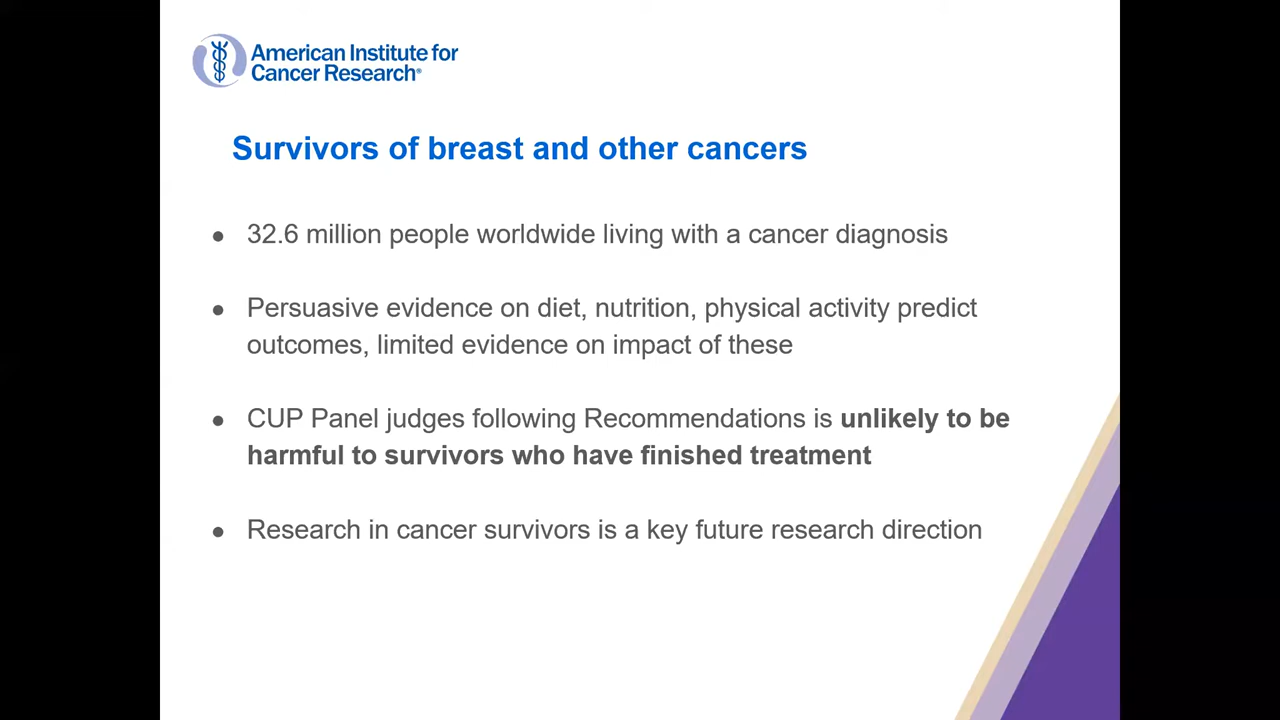 American Institute for
Cancer Research®
Survivors of breast and other cancers
• 32.6 million people worldwide living with a cancer diagnosis
• Persuasive evidence on diet, nutrition, physical activity predict
outcomes, limited evidence on impact of these
• CUP Panel judges following Recommendations is unlikely to be
harmful to survivors who have finished treatment
• Research in cancer survivors is a key future research direction